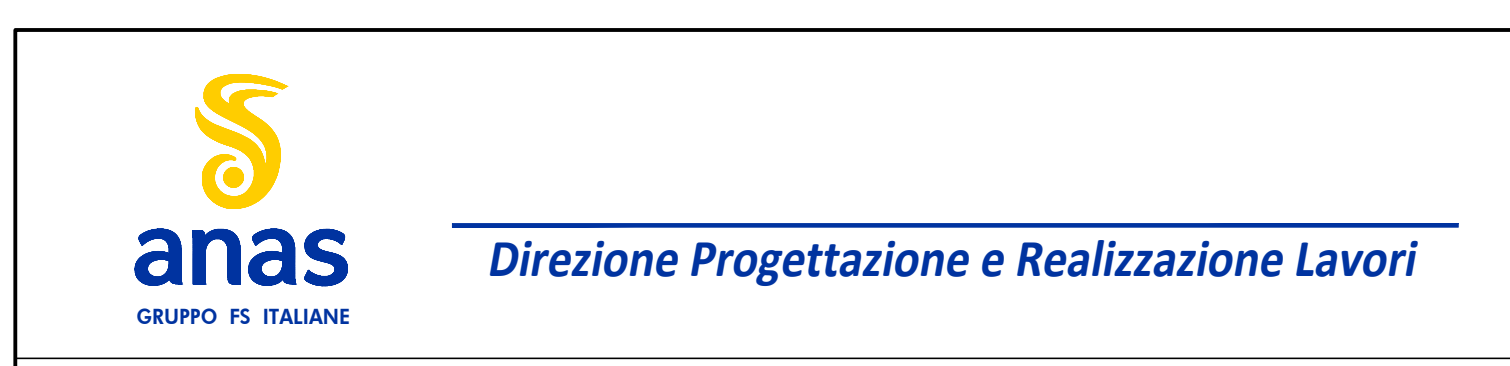 anas
GRUPPO FS ITALIANE
Direzione Progettazione e Realizzazione Lavori